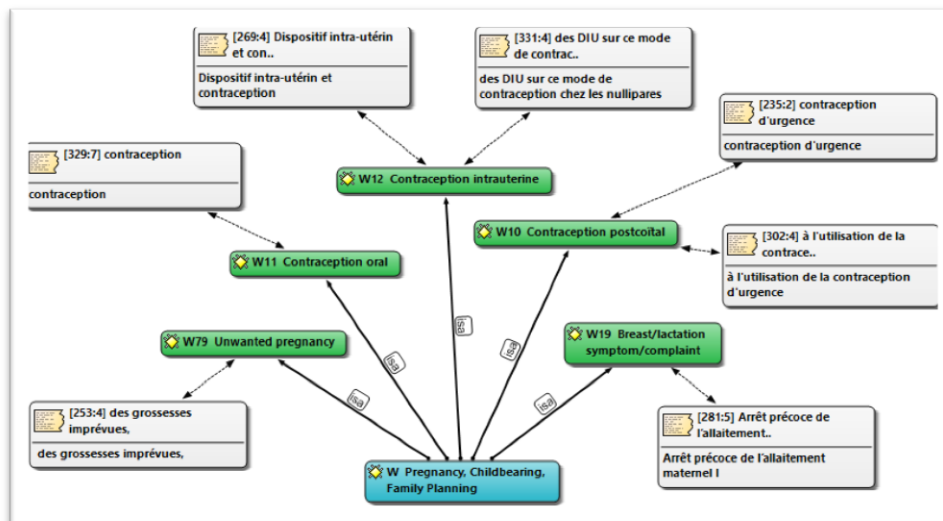 [269:4] Dispositif intra-utérin
et con..
Dispositif intra-utérin et
contraception
[331:4] des DIU sur ce mode
de contrac..
des DIU sur ce mode de
contraception chez les nullipares
[235:2] contraception
d'urgence
contraception d'urgence
[329:7] contraception
contraception
W12 Contraception intrauterine
W10 Contraception postcoïtal
[302:4] à l'utilisation de la
contrace..
à l'utilisation de la contraception
d'urgence
W11 Contraception oral
W79 Unwanted pregnancy
W19 Breast/lactation
symptom/complaint
isa
isa
isa
isa
isa
[253:4] des grossesses
imprévues,
des grossesses imprévues,
[281:5] Arrêt précoce de
l'allaitement..
Arrêt précoce de l'allaitement
maternel l
W Pregnancy, Childbearing,
Family Planning